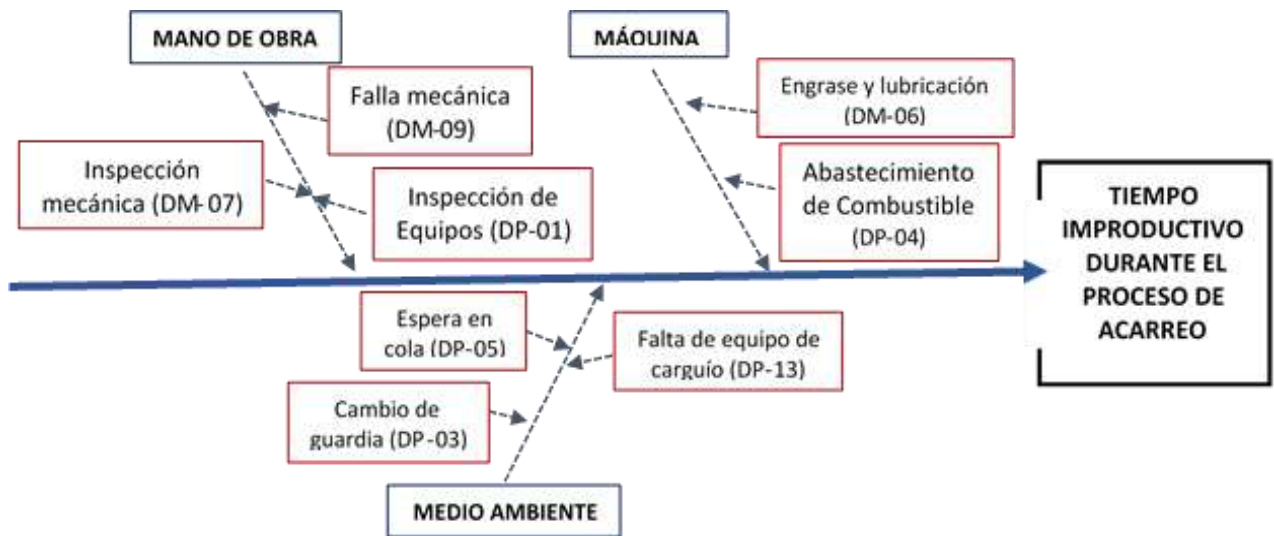 MANO DE OBRA
MÁQUINA
Falla mecánica
(DM-09)
Engrase y lubricación
(DM-06)
Inspección
mecánica (DM-07)
Inspección de
Equipos (DP-01)
Abastecimiento
de Combustible
(DP-04)
TIEMPO
IMPRODUCTIVO
DURANTE EL
PROCESO DE
ACARREO
Espera en
cola (DP-05)
Falta de equipo de
carguío (DP-13)
Cambio de
guardia (DP-03)
MEDIO AMBIENTE